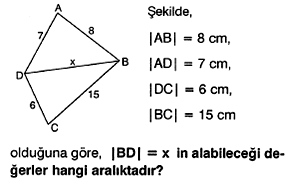 A
7
8
x
D
B
6
15
C
Şekilde,
|AB| = 8 cm,
|AD| = 7 cm,
|DC| = 6 cm,
|BC| = 15 cm
olduğuna göre, |BD| = x in alabileceği de-
ğerler hangi aralıktadır?